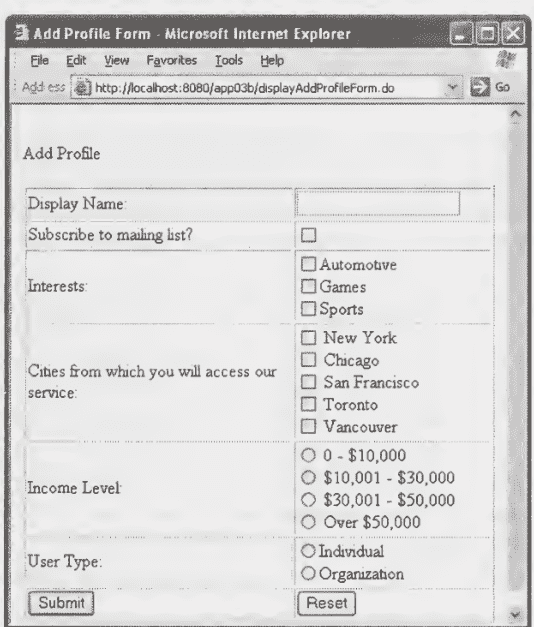 Add Profile Form - Microsoft Internet Explorer
File Edit View Favorites Tools Help
Address http://localhost:8080/app03b/displayAddProfileForm.do Go
Add Profile
Display Name:
Subscribe to mailing list?
Interests:
Automotive
Games
Sports
Cities from which you will access our
service:
New York
Chicago
San Francisco
Toronto
Vancouver
Income Level:
0 - $10,000
$10,001 - $30,000
$30,001 - $50,000
Over $50,000
User Type:
Individual
Organization
Submit Reset